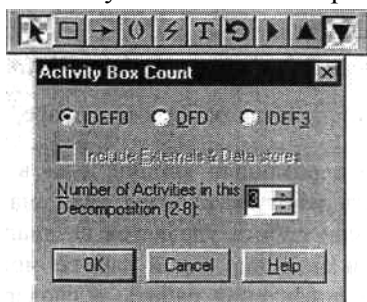 T
Activity Box Count
IDEF0 DFD IDEF3
Include Externals & Data stores
Number of Activities in this
Decomposition (2-8): 3
OK Cancel Help